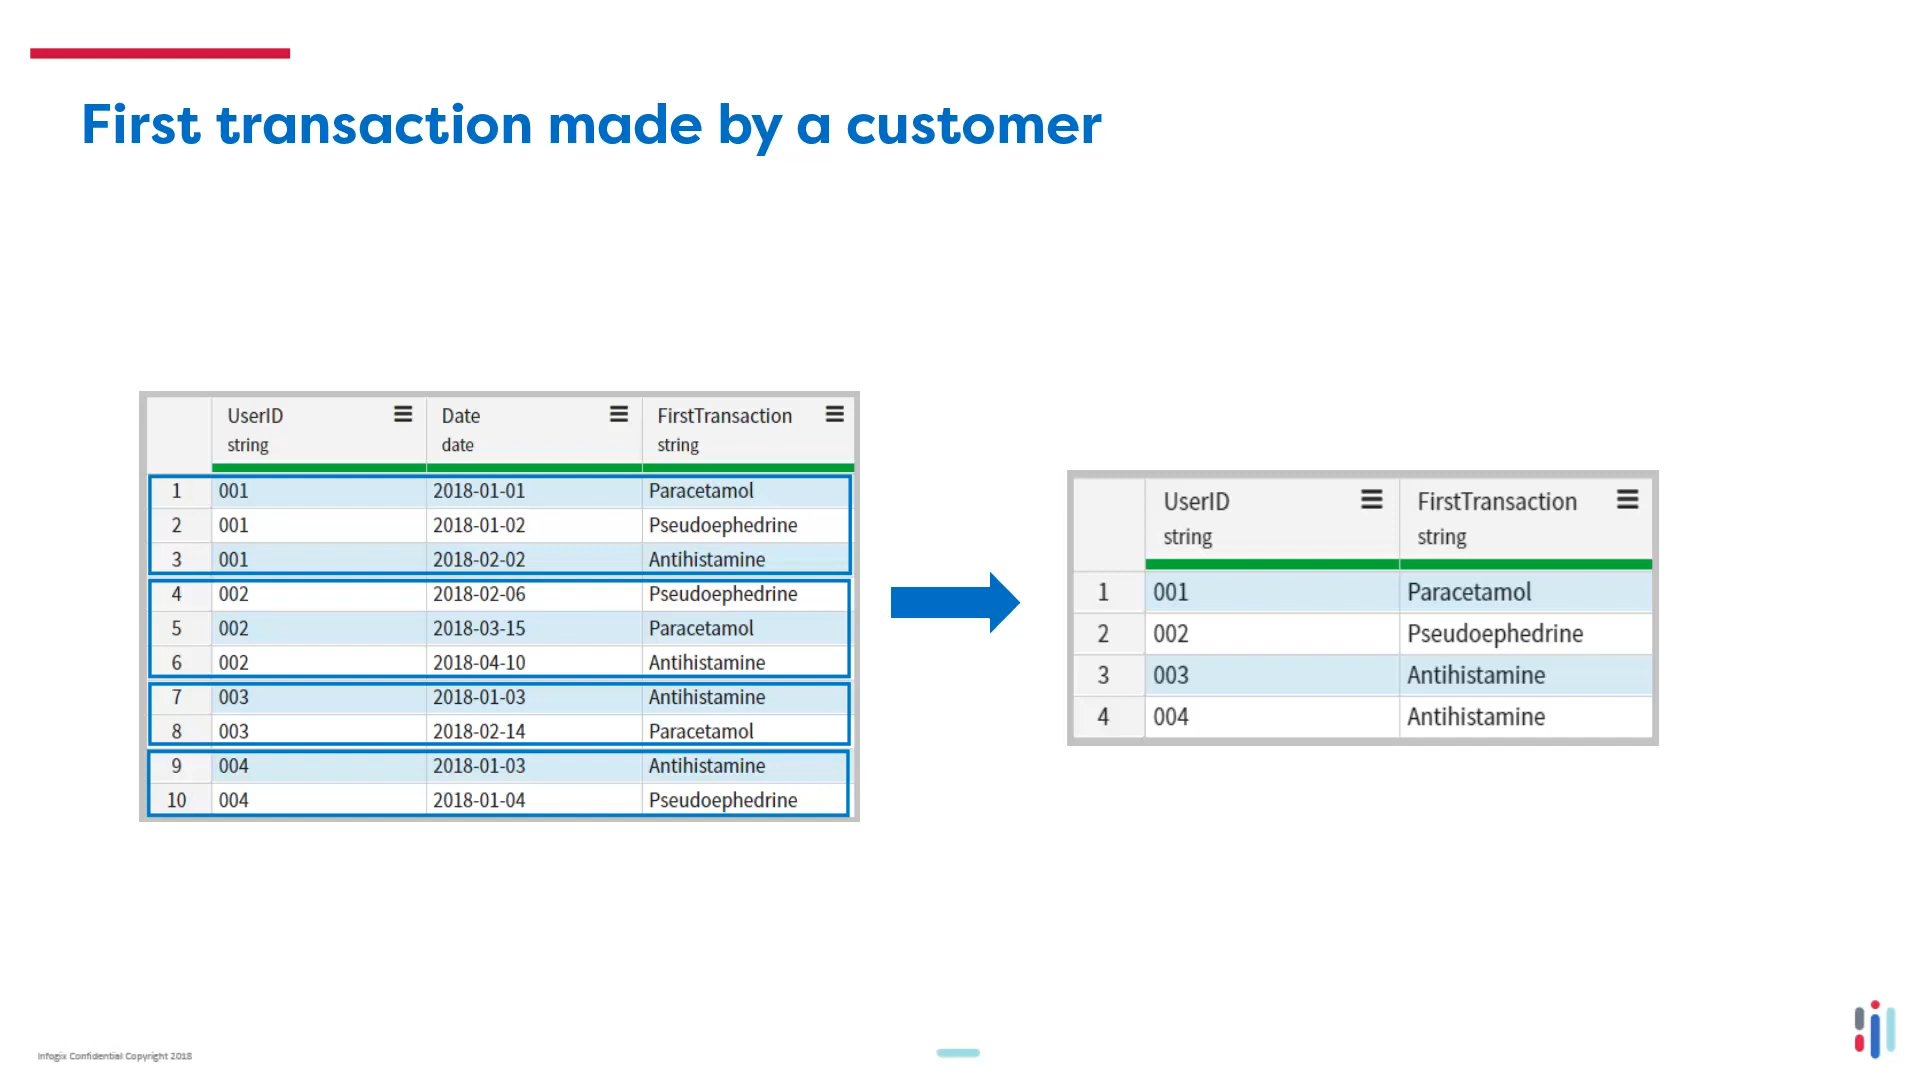 First transaction made by a customer
UserID Date FirstTransaction
string date string
1 001 2018-01-01 Paracetamol
2 001 2018-01-02 Pseudoephedrine
3 001 2018-02-02 Antihistamine
4 002 2018-02-06 Pseudoephedrine
5 002 2018-03-15 Paracetamol
6 002 2018-04-10 Antihistamine
7 003 2018-01-03 Antihistamine
8 003 2018-02-14 Paracetamol
9 004 2018-01-03 Antihistamine
10 004 2018-01-04 Pseudoephedrine
UserID FirstTransaction
string string
1 001 Paracetamol
2 002 Pseudoephedrine
3 003 Antihistamine
4 004 Antihistamine
Infogix Confidential Copyright 2018